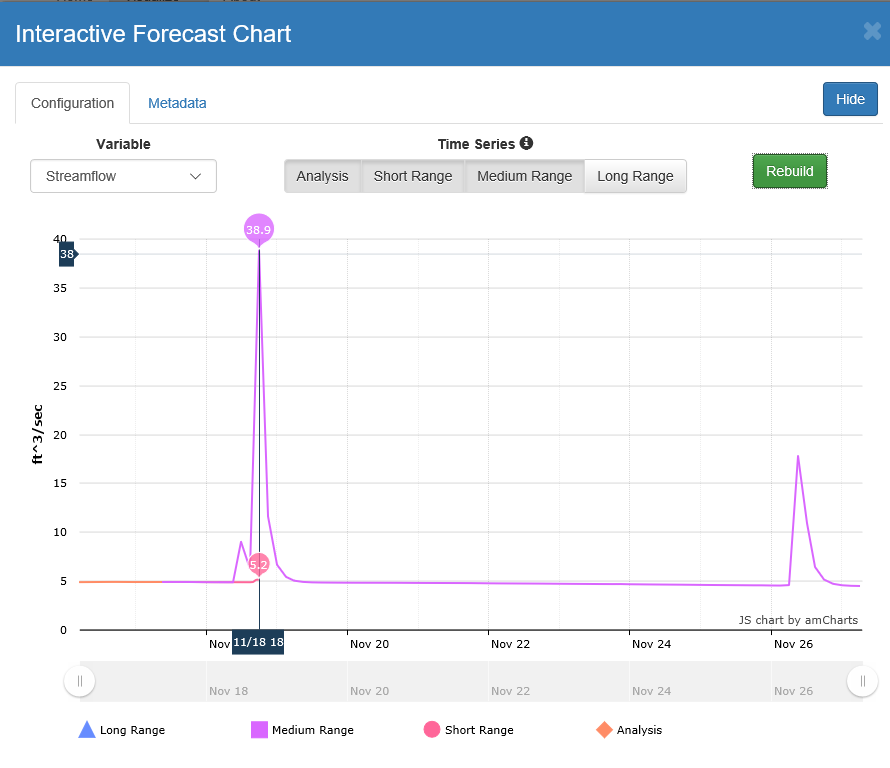 Interactive Forecast Chart
Configuration
Metadata
Hide
Variable
Time Series
Streamflow
Analysis
Short Range
Medium Range
Long Range
Rebuild
38.9
40
38
35
30
25
20
15
10
5
0
ft^3/sec
5.2
JS chart by amCharts
Nov
11/18 18
Nov 20
Nov 22
Nov 24
Nov 26
Nov 18
Nov 20
Nov 22
Nov 24
Nov 26
Long Range
Medium Range
Short Range
Analysis